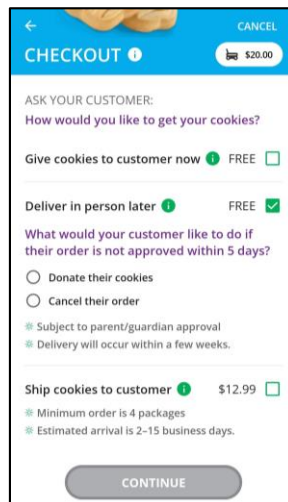 CANCEL
CHECKOUT
$20.00
ASK YOUR CUSTOMER:
How would you like to get your cookies?
Give cookies to customer now FREE
Deliver in person later FREE
What would your customer like to do if
their order is not approved within 5 days?
Donate their cookies
Cancel their order
Subject to parent/guardian approval
Delivery will occur within a few weeks.
Ship cookies to customer $12.99
Minimum order is 4 packages
Estimated arrival is 2–15 business days.
CONTINUE